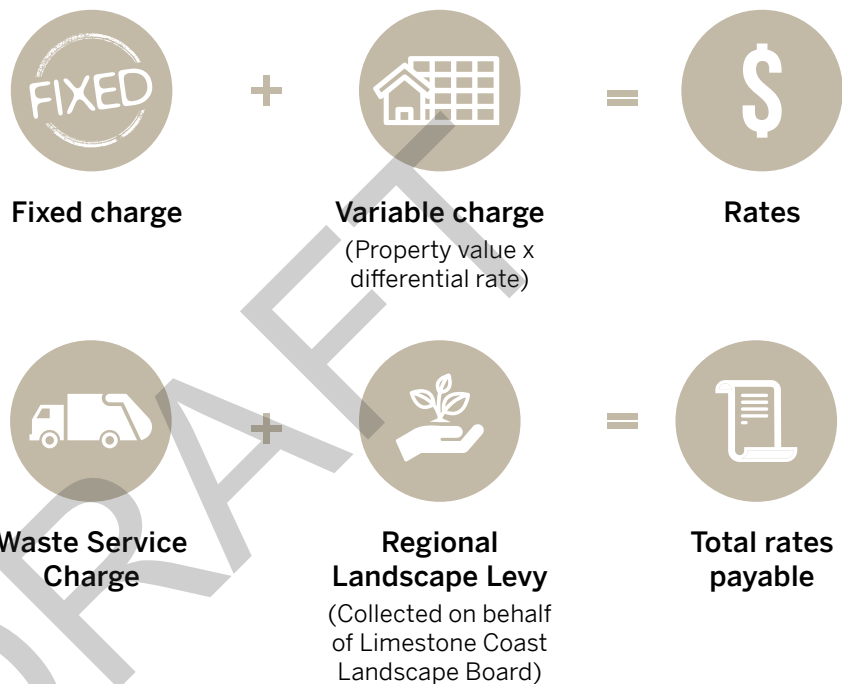 FIXED
+
=
$
Fixed charge
Variable charge
(Property value x
differential rate)
Rates
+
=
Waste Service
Charge
Regional
Landscape Levy
(Collected on behalf
of Limestone Coast
Landscape Board)
Total rates
payable
DRAFT